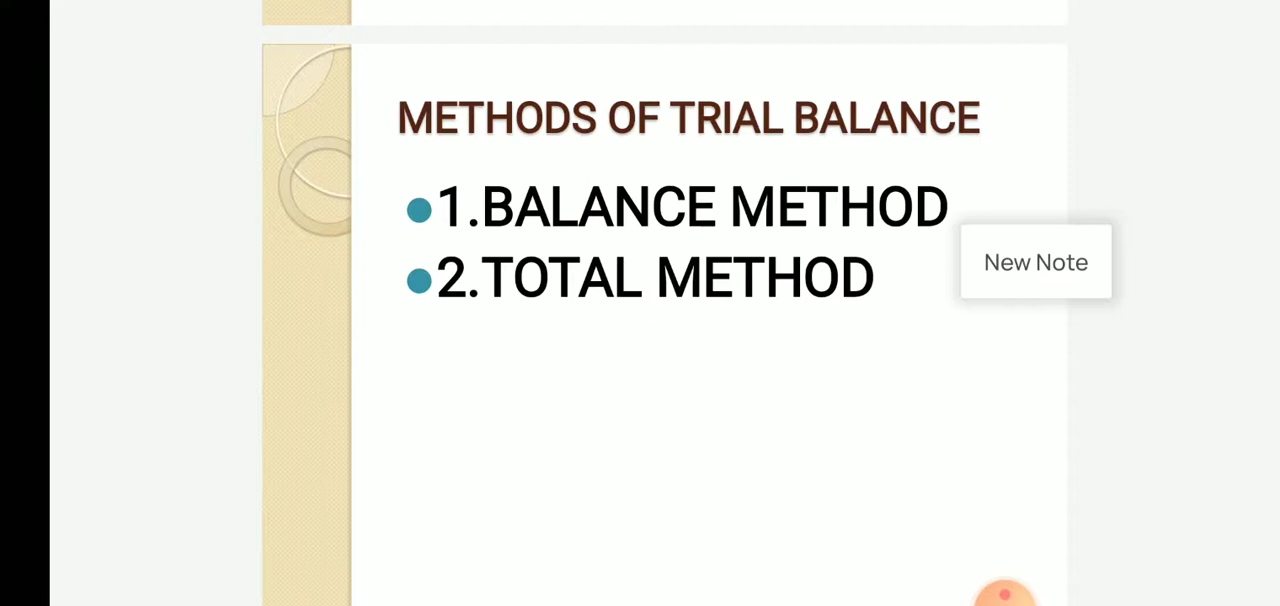 METHODS OF TRIAL BALANCE
1.BALANCE METHOD
2.TOTAL METHOD
New Note